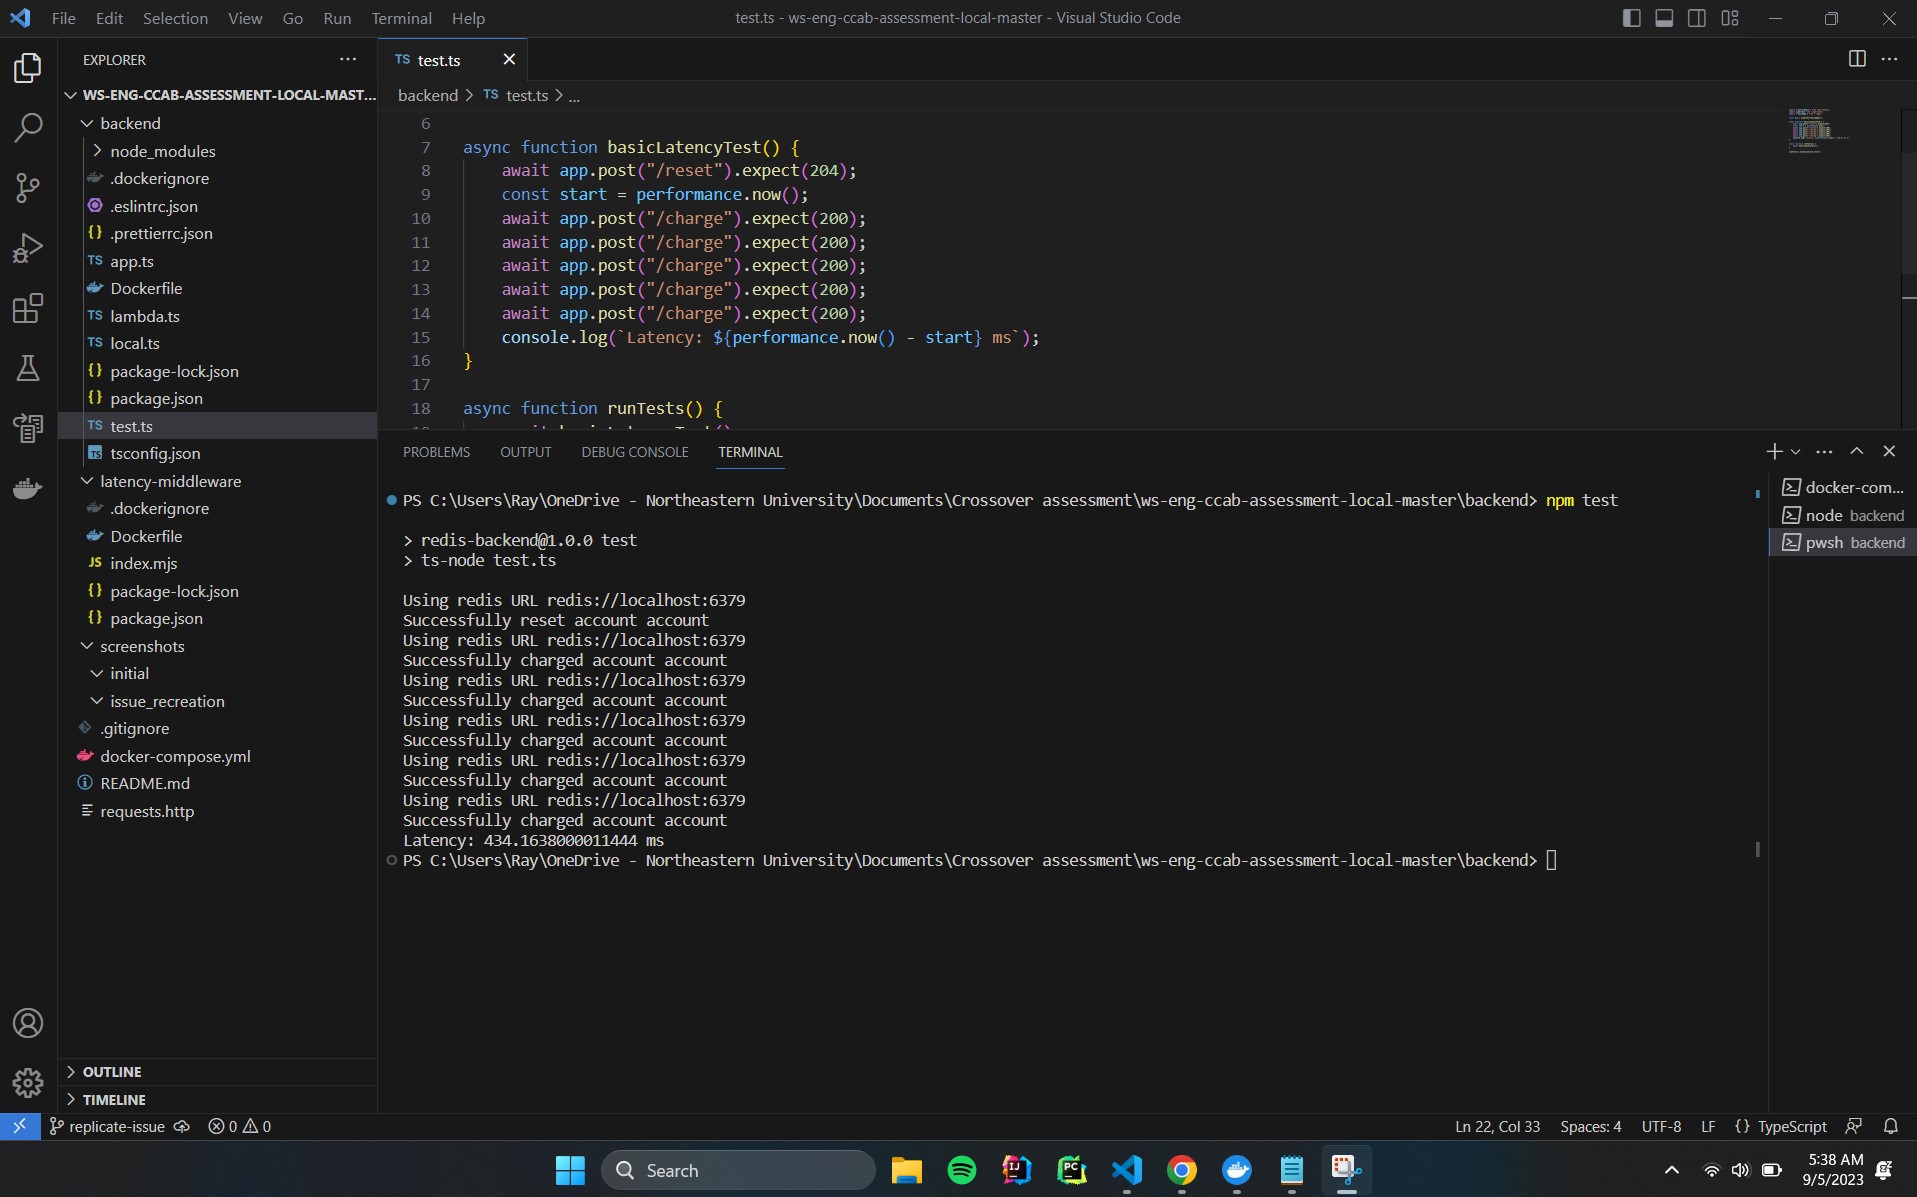 File Edit Selection View Go Run Terminal Help
test.ts - ws-eng-ccab-assessment-local-master - Visual Studio Code
EXPLORER
WS-ENG-CCAB-ASSESSMENT-LOCAL-MAST...
backend
node_modules
.dockerignore
.eslintrc.json
.prettierrc.json
TS app.ts
Dockerfile
TS lambda.ts
TS local.ts
{} package-lock.json
{} package.json
TS test.ts
TS tsconfig.json
latency-middleware
.dockerignore
Dockerfile
JS index.mjs
{} package-lock.json
{} package.json
screenshots
initial
issue_recreation
.gitignore
docker-compose.yml
README.md
requests.http
OUTLINE
TIMELINE
TS test.ts
backend > TS test.ts > ...
6
7 async function basicLatencyTest() {
8 await app.post("/reset").expect(204);
9 const start = performance.now();
10 await app.post("/charge").expect(200);
11 await app.post("/charge").expect(200);
12 await app.post("/charge").expect(200);
13 await app.post("/charge").expect(200);
14 await app.post("/charge").expect(200);
15 console.log(`Latency: ${performance.now() - start} ms`);
16 }
17
18 async function runTests() {
PROBLEMS OUTPUT DEBUG CONSOLE TERMINAL
PS C:\Users\Ray\OneDrive - Northeastern University\Documents\Crossover assessment\ws-eng-ccab-assessment-local-master\backend> npm test
> redis-backend@1.0.0 test
> ts-node test.ts
Using redis URL redis://localhost:6379
Successfully reset account account
Using redis URL redis://localhost:6379
Successfully charged account account
Using redis URL redis://localhost:6379
Successfully charged account account
Using redis URL redis://localhost:6379
Successfully charged account account
Using redis URL redis://localhost:6379
Successfully charged account account
Using redis URL redis://localhost:6379
Successfully charged account account
Latency: 434.1638000011444 ms
PS C:\Users\Ray\OneDrive - Northeastern University\Documents\Crossover assessment\ws-eng-ccab-assessment-local-master\backend>
docker-com...
node backend
pwsh backend
replicate-issue 0 0
Ln 22, Col 33 Spaces: 4 UTF-8 LF {} TypeScript
Search
5:38 AM
9/5/2023